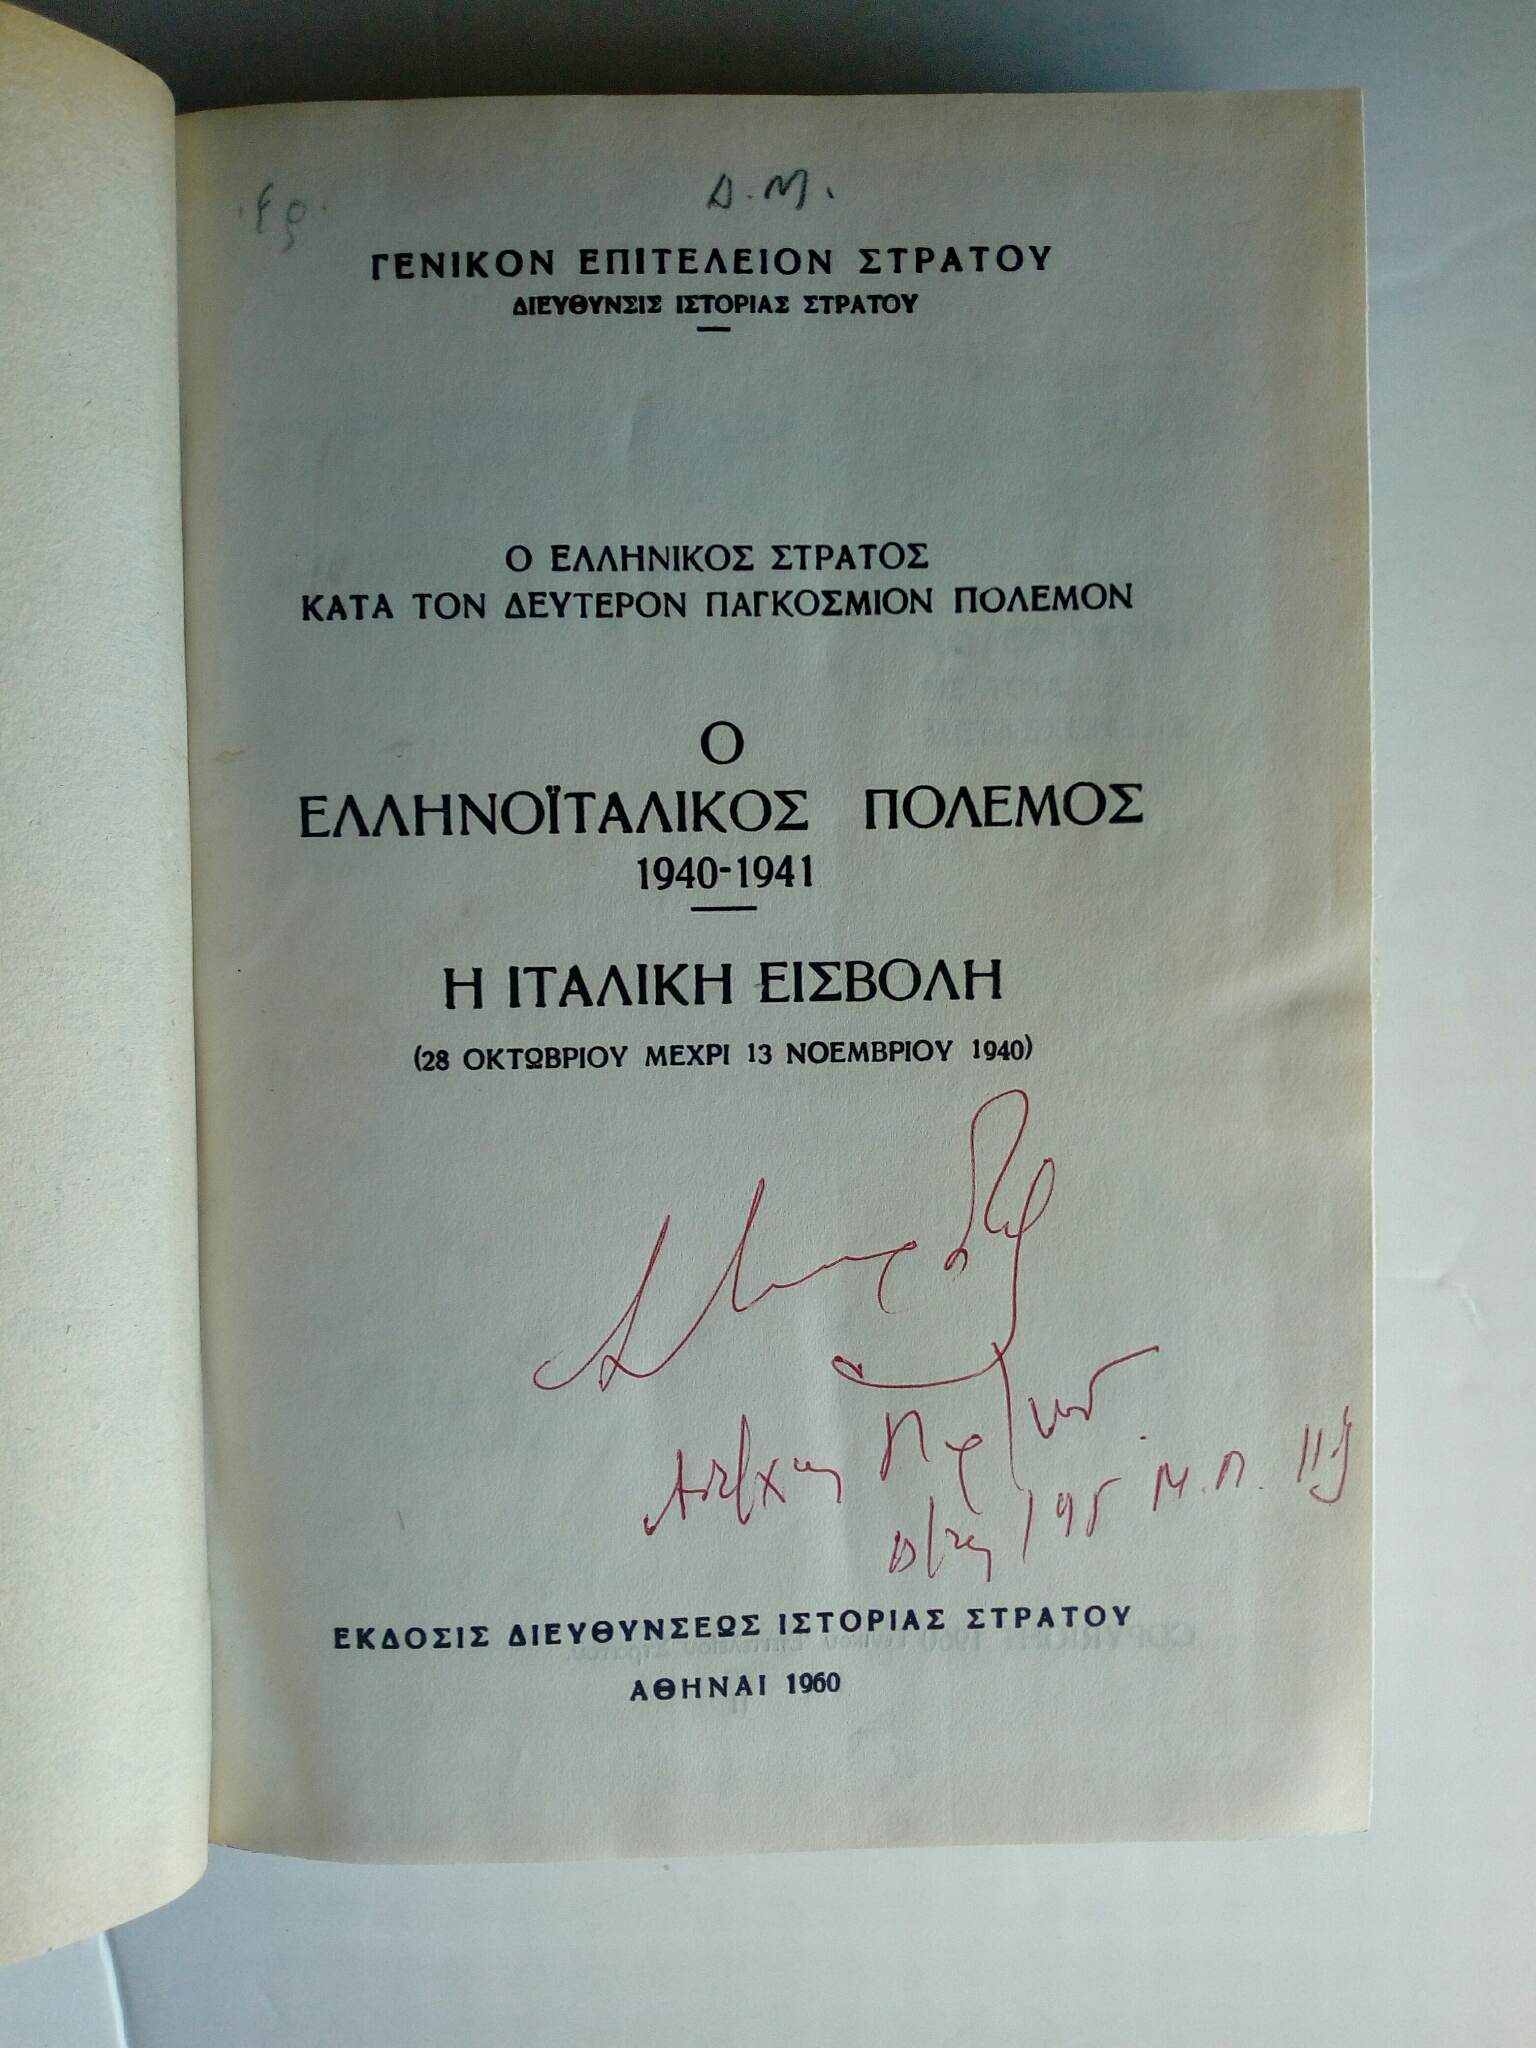 Δ. Μ.
ΓΕΝΙΚΟΝ ΕΠΙΤΕΛΕΙΟΝ ΣΤΡΑΤΟΥ
ΔΙΕΥΘΥΝΣΙΣ ΙΣΤΟΡΙΑΣ ΣΤΡΑΤΟΥ
Ο ΕΛΛΗΝΙΚΟΣ ΣΤΡΑΤΟΣ
ΚΑΤΑ ΤΟΝ ΔΕΥΤΕΡΟΝ ΠΑΓΚΟΣΜΙΟΝ ΠΟΛΕΜΟΝ
Ο
ΕΛΛΗΝΟΪΤΑΛΙΚΟΣ ΠΟΛΕΜΟΣ
1940-1941
Η ΙΤΑΛΙΚΗ ΕΙΣΒΟΛΗ
(28 ΟΚΤΩΒΡΙΟΥ ΜΕΧΡΙ 13 ΝΟΕΜΒΡΙΟΥ 1940)
195 Μ.Π.
ΕΚΔΟΣΙΣ ΔΙΕΥΘΥΝΣΕΩΣ ΙΣΤΟΡΙΑΣ ΣΤΡΑΤΟΥ
ΑΘΗΝΑΙ 1960